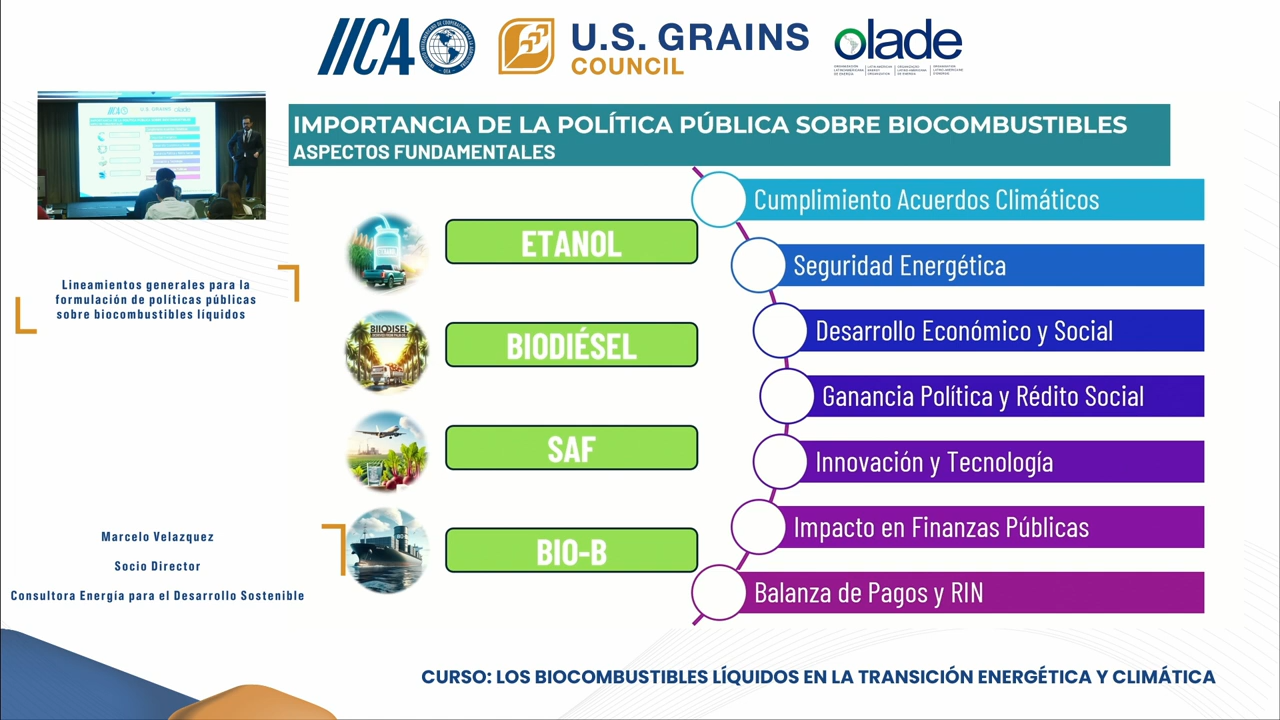 IICA
U.S. GRAINS
COUNCIL
olade
IMPORTANCIA DE LA POLÍTICA PÚBLICA SOBRE BIOCOMBUSTIBLES
ASPECTOS FUNDAMENTALES
Cumplimiento Acuerdos Climáticos
ETANOL
Seguridad Energética
Lineamientos generales para la
formulación de políticas públicas
sobre biocombustibles líquidos
Desarrollo Económico y Social
BIODIÉSEL
Ganancia Política y Rédito Social
SAF
Innovación y Tecnología
Impacto en Finanzas Públicas
Marcelo Velazquez
BIO-B
Socio Director
Consultora Energía para el Desarrollo Sostenible
Balanza de Pagos y RIN
CURSO: LOS BIOCOMBUSTIBLES LÍQUIDOS EN LA TRANSICIÓN ENERGÉTICA Y CLIMÁTICA